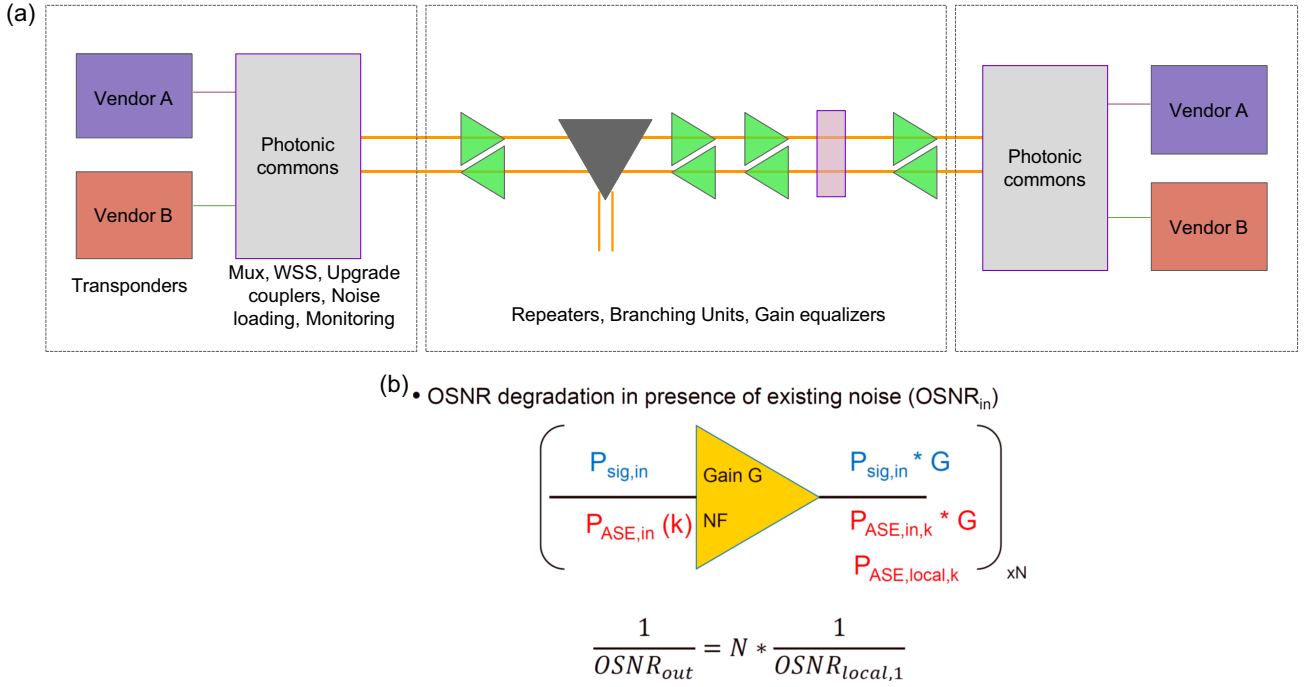 (a)
Vendor A
Vendor B
Transponders
Photonic
commons
Mux, WSS, Upgrade
couplers, Noise
loading, Monitoring
Repeaters, Branching Units, Gain equalizers
Photonic
commons
Vendor A
Vendor B
(b)
• OSNR degradation in presence of existing noise (OSNR_in)
P_sig,in
P_ASE,in (k)
Gain G
NF
P_sig,in * G
P_ASE,in,k * G
P_ASE,local,k
xN
1/OSNR_out = N * 1/OSNR_local,1